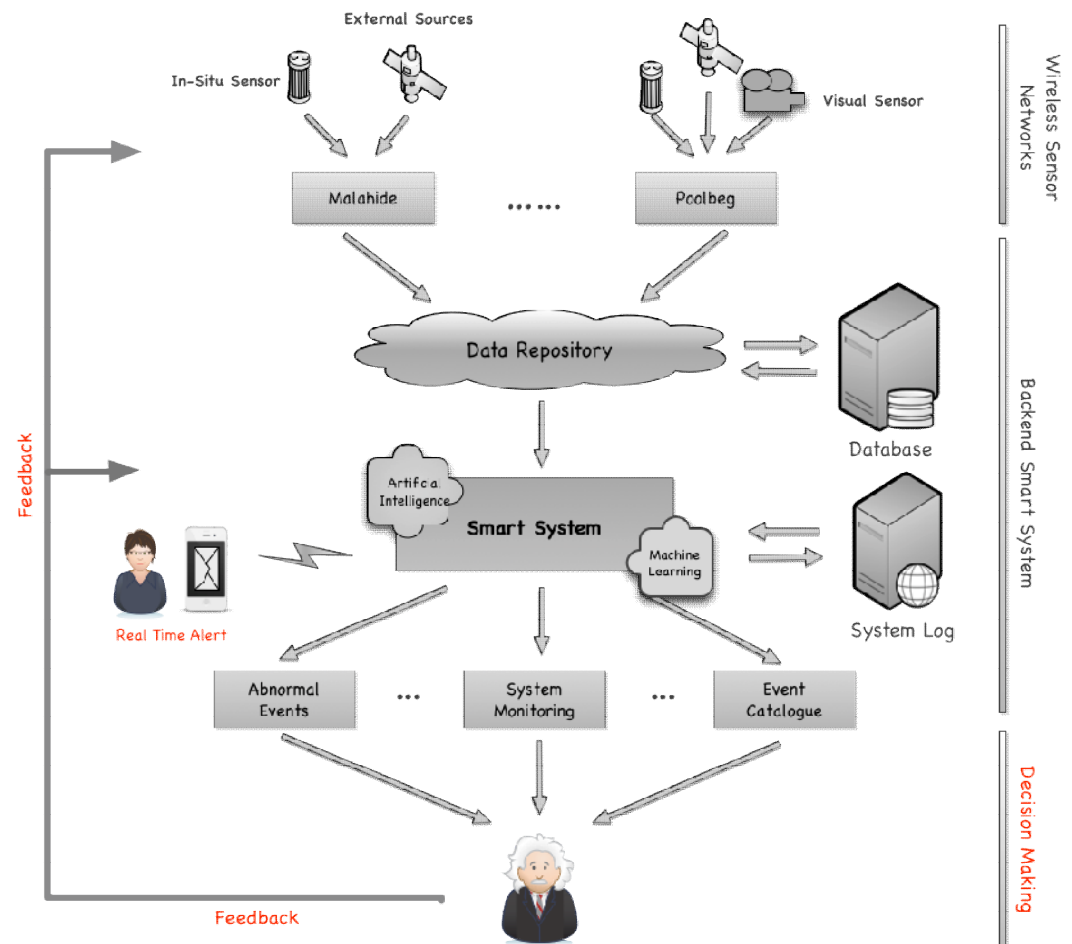 External Sources
In-Situ Sensor
Visual Sensor
Wireless Sensor
Networks
Malahide
......
Poolbeg
Data Repository
Database
Backend Smart System
Feedback
Artificial
Intelligence
Smart System
Machine
Learning
System Log
Real Time Alert
Abnormal
Events
...
System
Monitoring
...
Event
Catalogue
Decision Making
Feedback